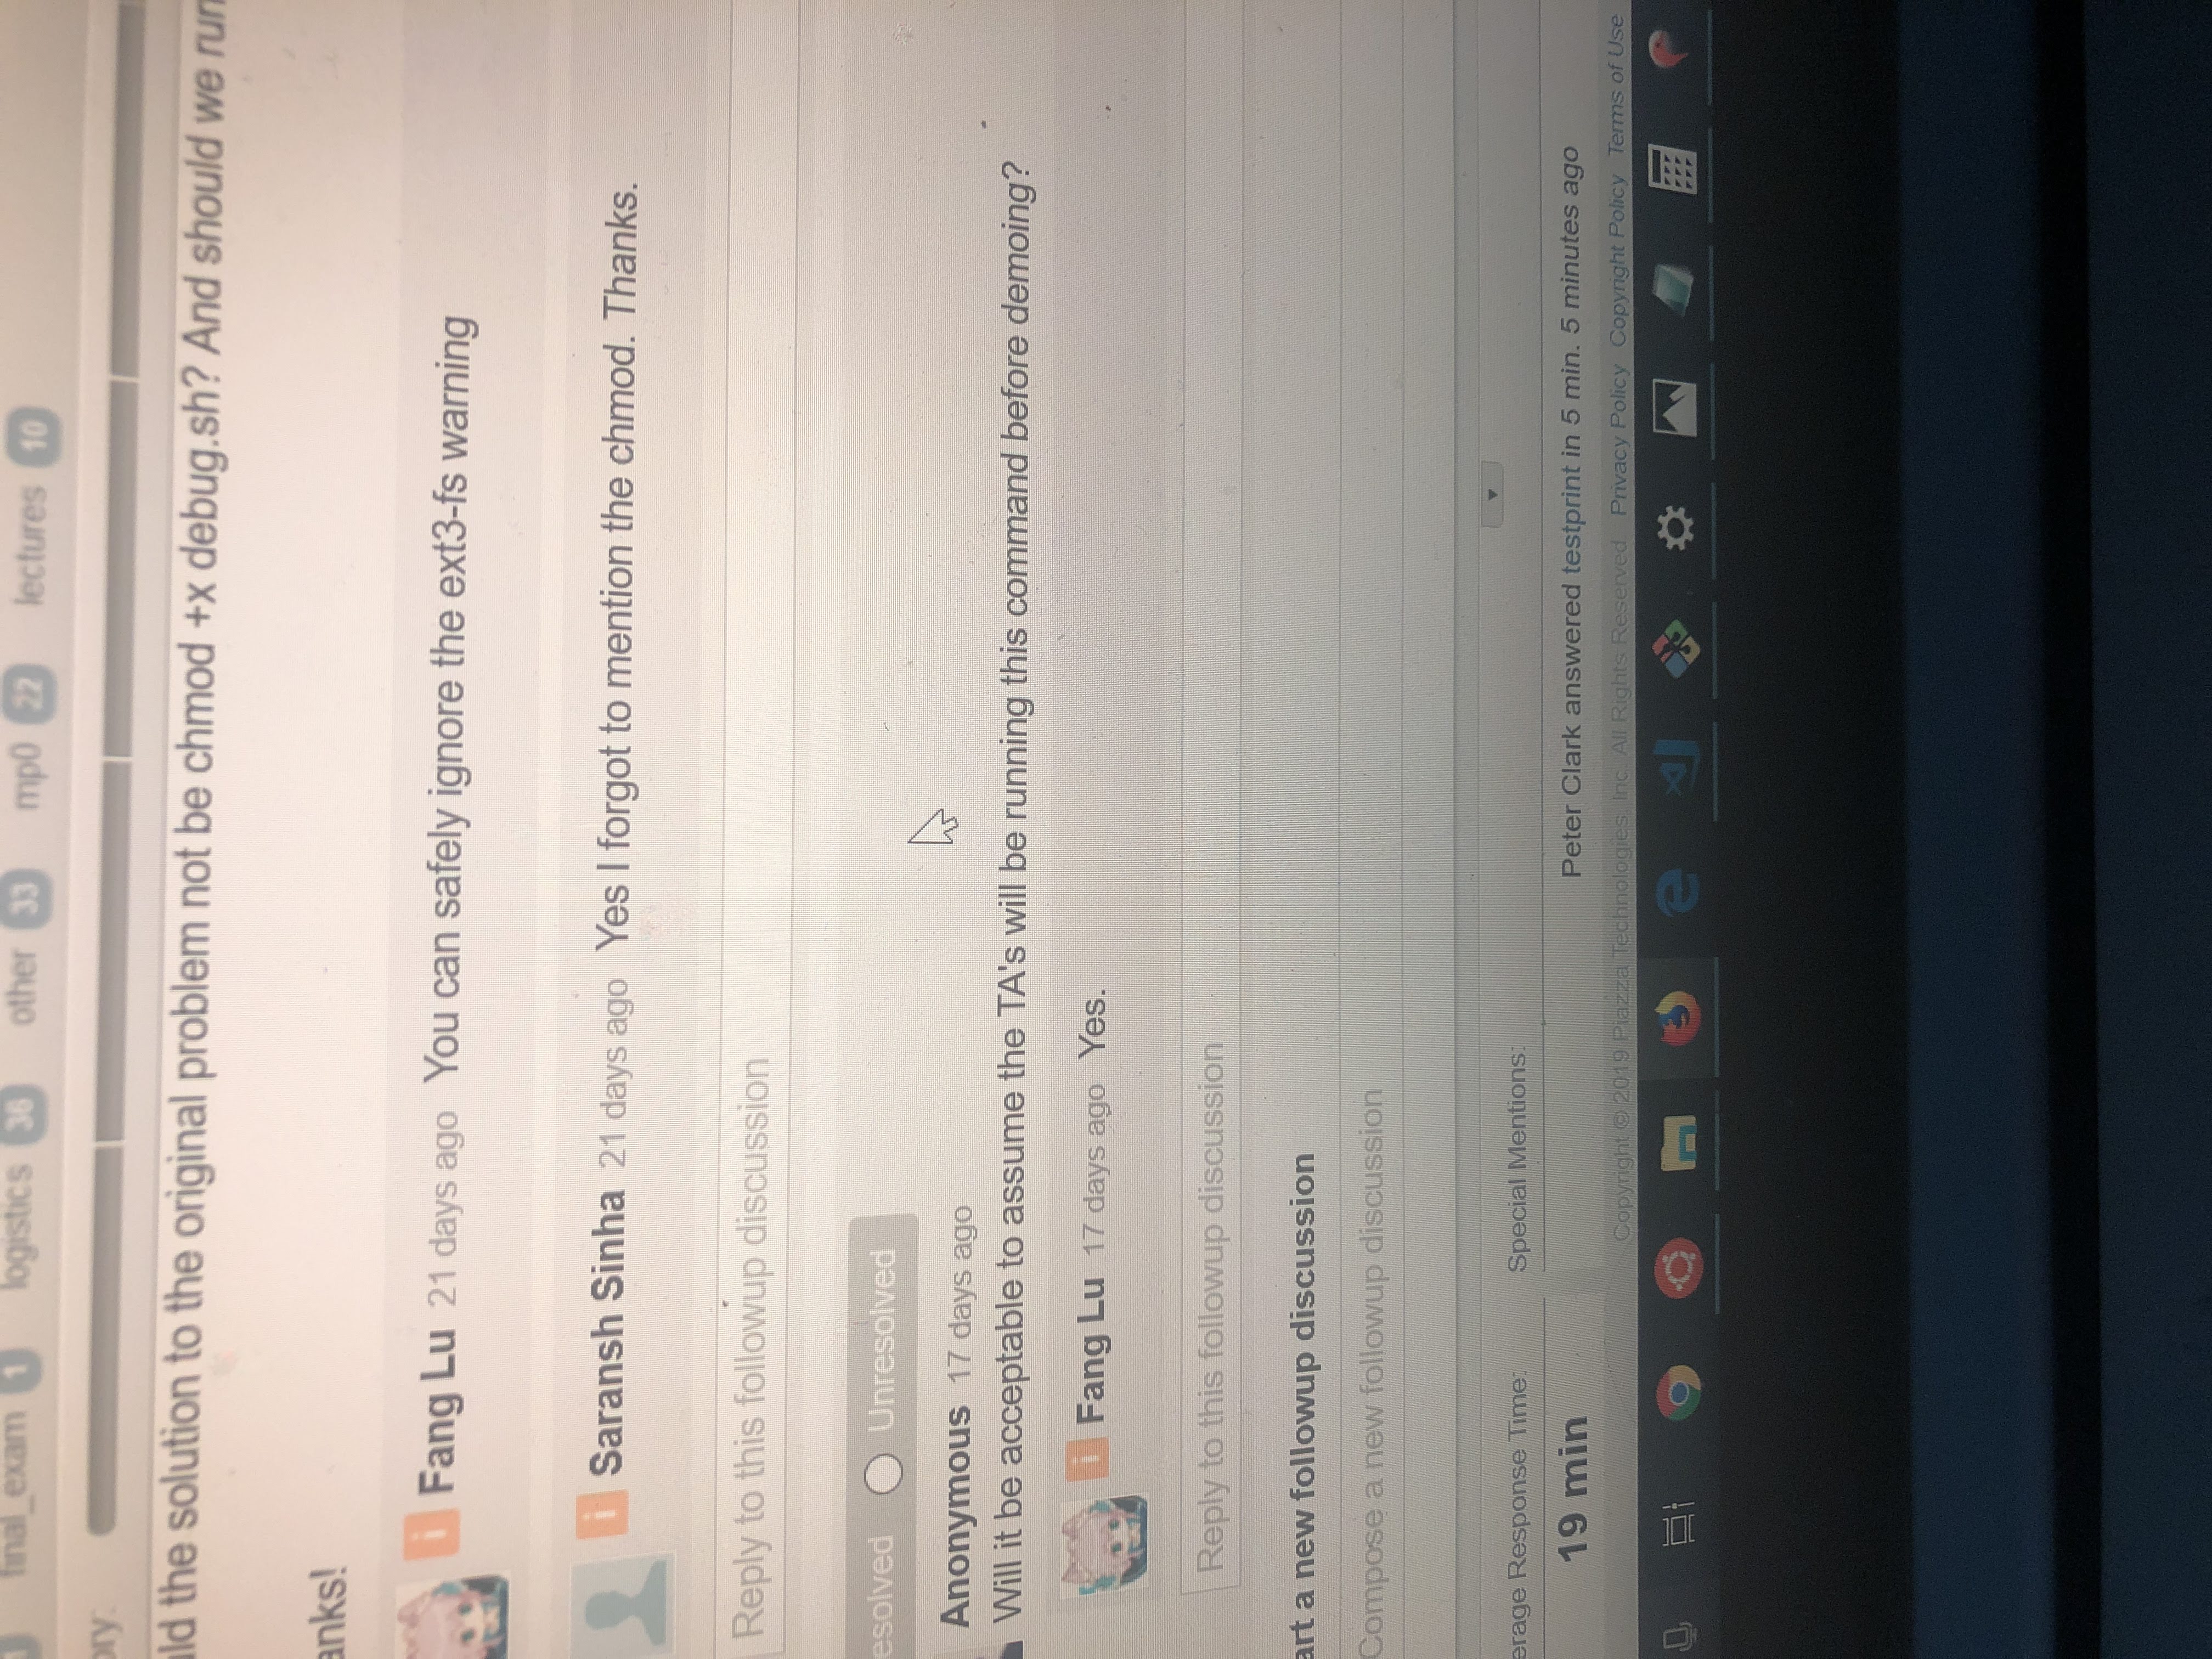 final_exam 1 logistics 36 other 33 mp0 22 lectures 10
ory:
uld the solution to the original problem not be chmod +x debug.sh? And should we run
anks!
i Fang Lu 21 days ago You can safely ignore the ext3-fs warning
i Saransh Sinha 21 days ago Yes I forgot to mention the chmod. Thanks.
Reply to this followup discussion
esolved Unresolved
Anonymous 17 days ago
Will it be acceptable to assume the TA's will be running this command before demoing?
i Fang Lu 17 days ago Yes.
Reply to this followup discussion
art a new followup discussion
Compose a new followup discussion
erage Response Time: Special Mentions:
19 min Peter Clark answered testprint in 5 min. 5 minutes ago
Copyright © 2019 Piazza Technologies, Inc. All Rights Reserved. Privacy Policy Copyright Policy Terms of Use